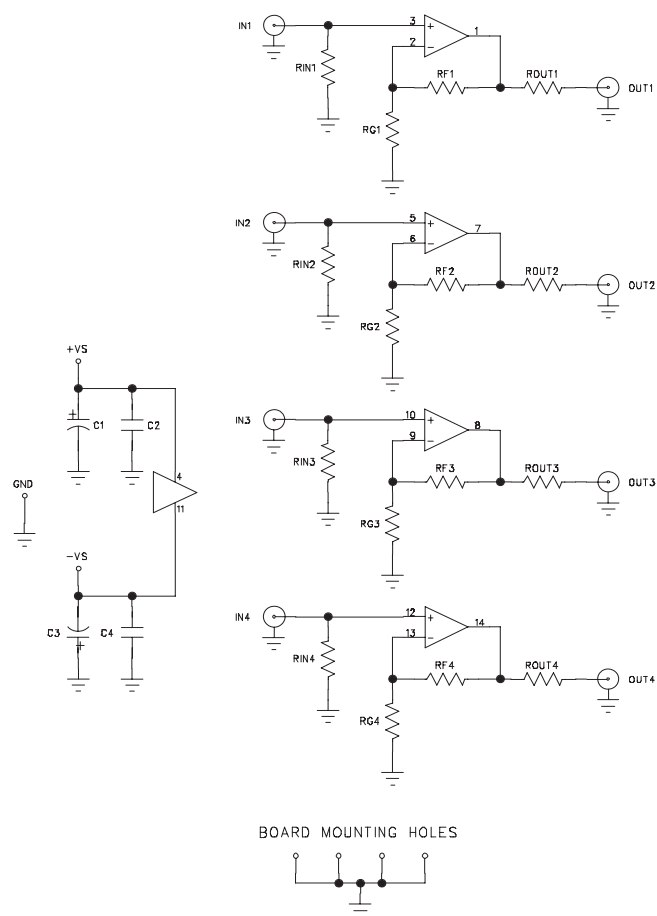 IN1
3
+
−
2
1
RIN1
RF1
ROUT1
OUT1
RG1
IN2
5
+
−
6
7
RIN2
RF2
ROUT2
OUT2
RG2
+VS
+
C1
C2
4
11
GND
−VS
C3
+
C4
IN3
10
+
−
9
8
RIN3
RF3
ROUT3
OUT3
RG3
IN4
12
+
−
13
14
RIN4
RF4
ROUT4
OUT4
RG4
BOARD MOUNTING HOLES